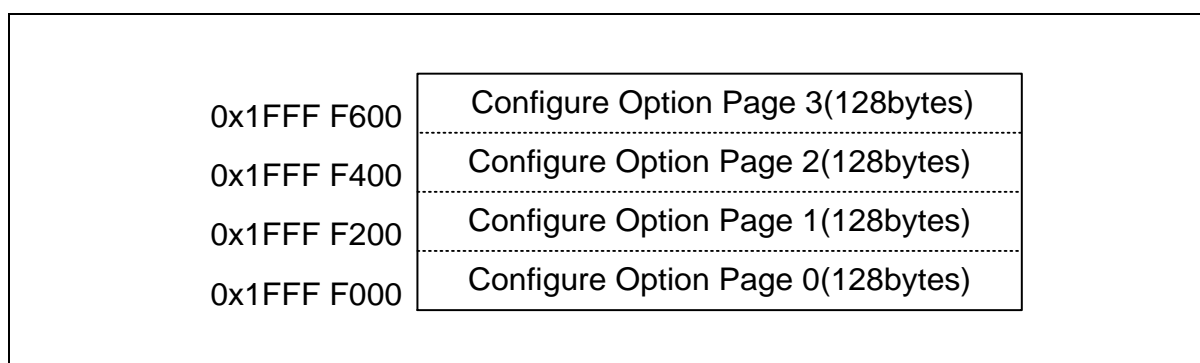 Configure Option Page 3(128bytes)
0x1FFF F600
Configure Option Page 2(128bytes)
0x1FFF F400
Configure Option Page 1(128bytes)
0x1FFF F200
Configure Option Page 0(128bytes)
0x1FFF F000